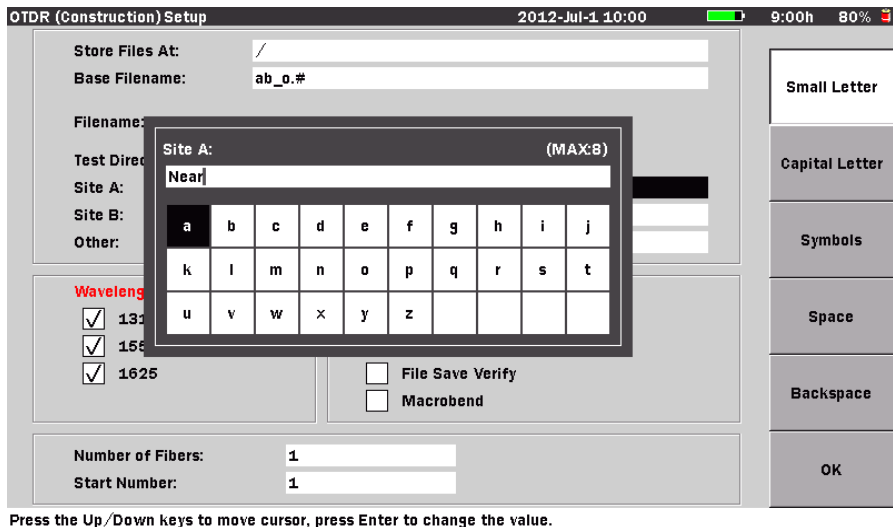 OTDR (Construction) Setup 2012-Jul-1 10:00 9:00h 80%
Store Files At: /
Base Filename: ab_o.#
Filename:
Test Direc
Site A:
Site B:
Other:
Site A: (MAX:8)
Near
a b c d e f g h i j
k l m n o p q r s t
u v w x y z
Waveleng
131
155
1625
File Save Verify
Macrobend
Number of Fibers: 1
Start Number: 1
Small Letter
Capital Letter
Symbols
Space
Backspace
OK
Press the Up/Down keys to move cursor, press Enter to change the value.